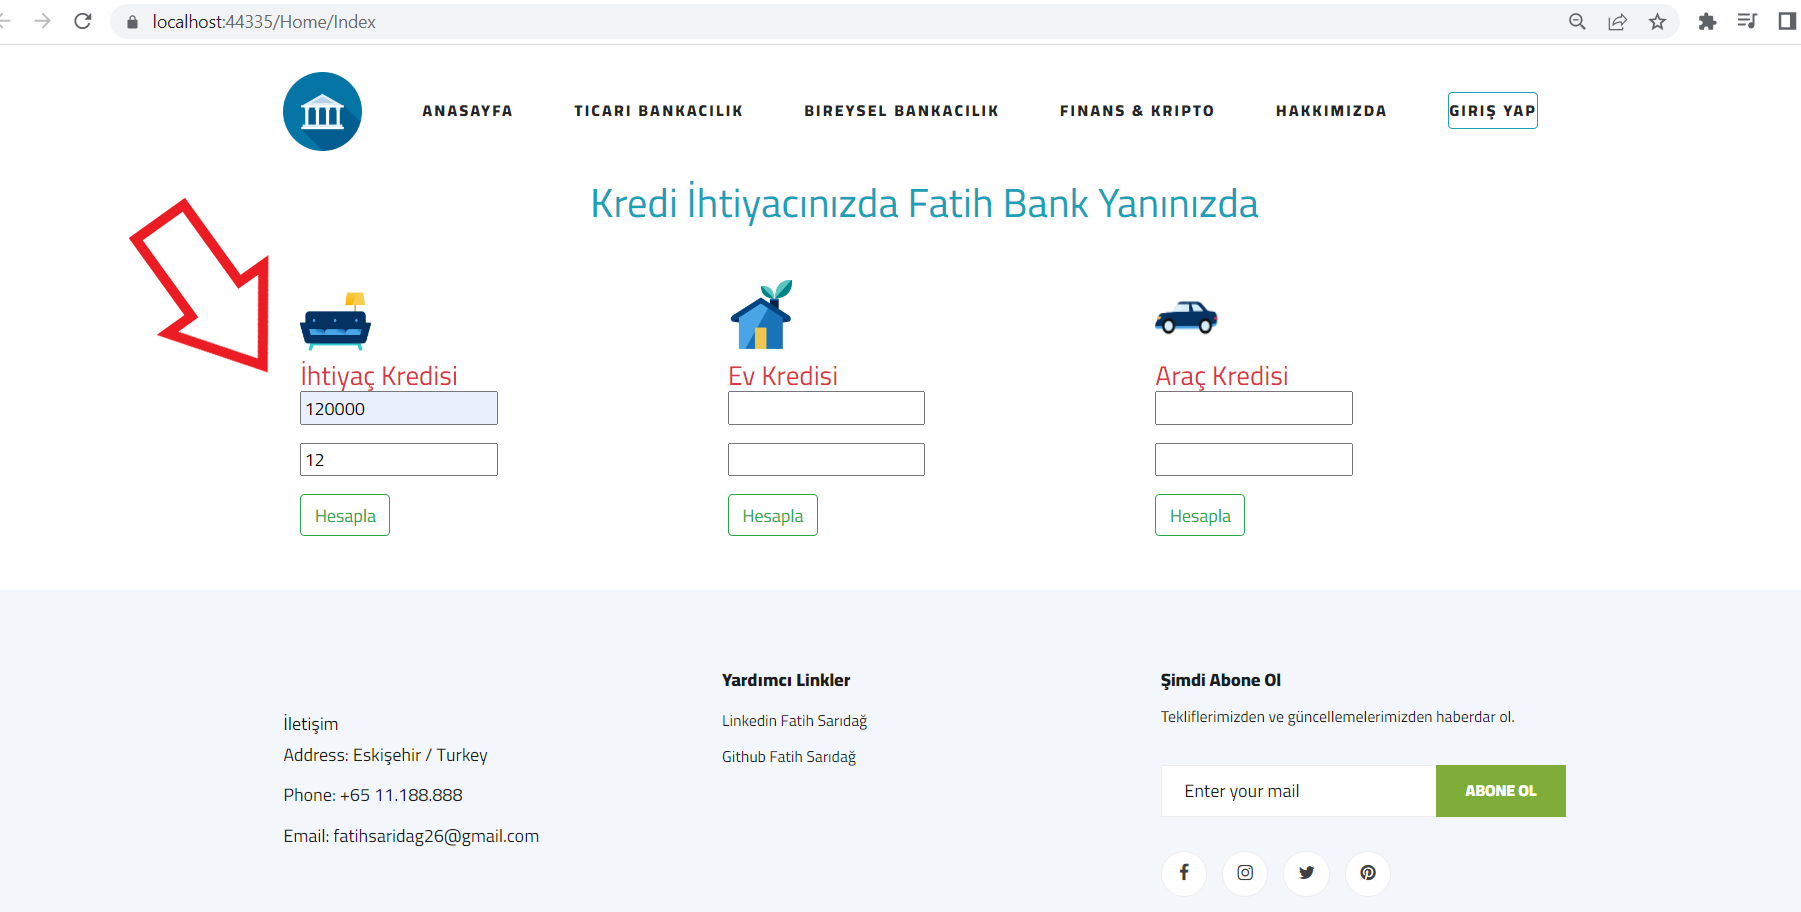 localhost:44335/Home/Index
ANASAYFA TICARI BANKACILIK BIREYSEL BANKACILIK FINANS & KRIPTO HAKKIMIZDA GIRIŞ YAP
Kredi İhtiyacınızda Fatih Bank Yanınızda
İhtiyaç Kredisi
120000
12
Hesapla
Ev Kredisi
Hesapla
Araç Kredisi
Hesapla
İletişim
Address: Eskişehir / Turkey
Phone: +65 11.188.888
Email: fatihsaridag26@gmail.com
Yardımcı Linkler
Linkedin Fatih Sarıdağ
Github Fatih Sarıdağ
Şimdi Abone Ol
Tekliflerimizden ve güncellemelerimizden haberdar ol.
Enter your mail
ABONE OL